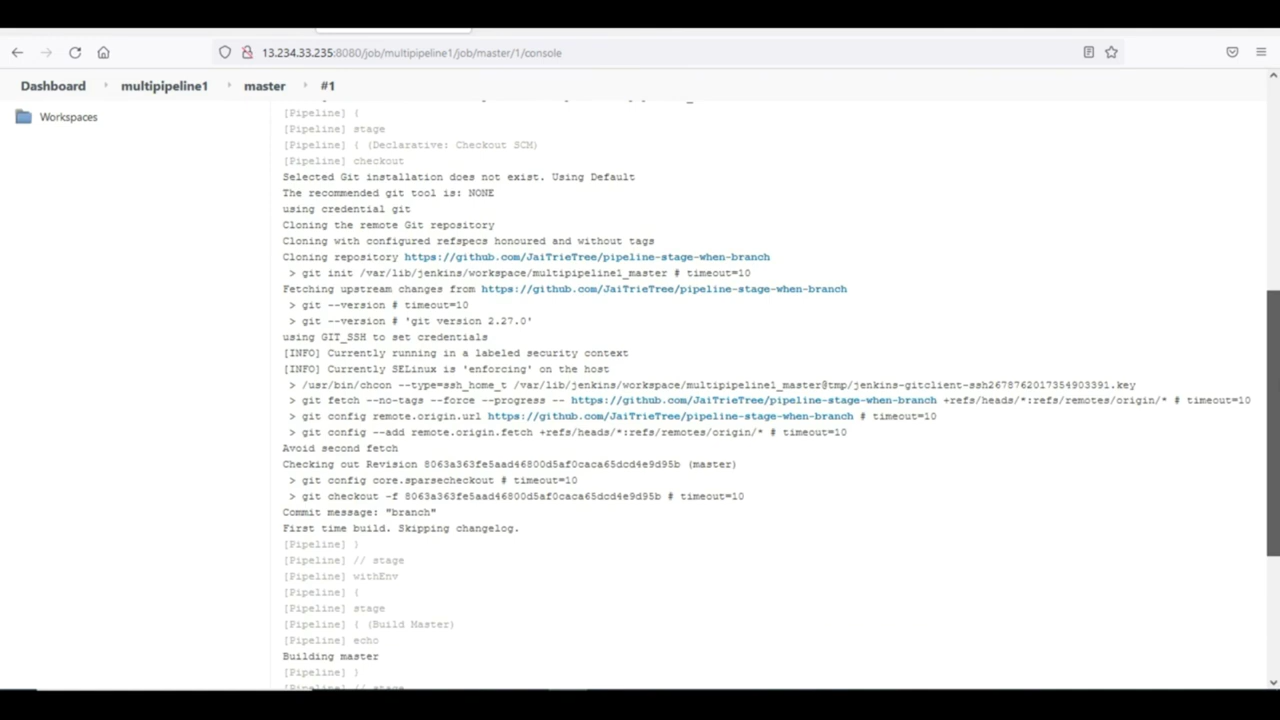 13.234.33.235:8080/job/multipipeline1/job/master/1/console
Dashboard multipipeline1 master #1
Workspaces
[Pipeline] {
[Pipeline] stage
[Pipeline] { (Declarative: Checkout SCM)
[Pipeline] checkout
Selected Git installation does not exist. Using Default
The recommended git tool is: NONE
using credential git
Cloning the remote Git repository
Cloning with configured refspecs honoured and without tags
Cloning repository https://github.com/JaiTrieTree/pipeline-stage-when-branch
> git init /var/lib/jenkins/workspace/multipipeline1_master # timeout=10
Fetching upstream changes from https://github.com/JaiTrieTree/pipeline-stage-when-branch
> git --version # timeout=10
> git --version # 'git version 2.27.0'
using GIT_SSH to set credentials
[INFO] Currently running in a labeled security context
[INFO] Currently SELinux is 'enforcing' on the host
> /usr/bin/chcon --type=ssh_home_t /var/lib/jenkins/workspace/multipipeline1_master@tmp/jenkins-gitclient-ssh2678762017354903391.key
> git fetch --no-tags --force --progress -- https://github.com/JaiTrieTree/pipeline-stage-when-branch +refs/heads/*:refs/remotes/origin/* # timeout=10
> git config remote.origin.url https://github.com/JaiTrieTree/pipeline-stage-when-branch # timeout=10
> git config --add remote.origin.fetch +refs/heads/*:refs/remotes/origin/* # timeout=10
Avoid second fetch
Checking out Revision 8063a363fe5aad46800d5af0caca65dcd4e9d95b (master)
> git config core.sparsecheckout # timeout=10
> git checkout -f 8063a363fe5aad46800d5af0caca65dcd4e9d95b # timeout=10
Commit message: "branch"
First time build. Skipping changelog.
[Pipeline] }
[Pipeline] // stage
[Pipeline] withEnv
[Pipeline] {
[Pipeline] stage
[Pipeline] { (Build Master)
[Pipeline] echo
Building master
[Pipeline] }
[Pipeline] // stage